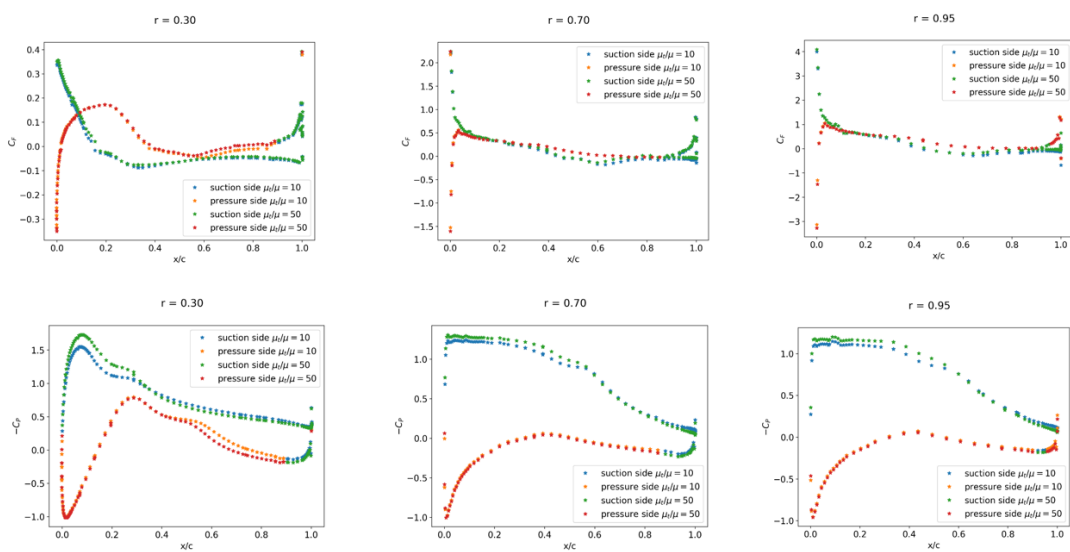 r = 0.30
0.4
0.3
0.2
0.1
0.0
−0.1
−0.2
−0.3
C_F
suction side μ_t/μ = 10
pressure side μ_t/μ = 10
suction side μ_t/μ = 50
pressure side μ_t/μ = 50
0.0 0.2 0.4 0.6 0.8 1.0
x/c
r = 0.70
2.5
2.0
1.5
1.0
0.5
0.0
−0.5
−1.0
−1.5
C_F
suction side μ_t/μ = 10
pressure side μ_t/μ = 10
suction side μ_t/μ = 50
pressure side μ_t/μ = 50
0.0 0.2 0.4 0.6 0.8 1.0
x/c
r = 0.95
4
3
2
1
0
−1
−2
−3
C_F
suction side μ_t/μ = 10
pressure side μ_t/μ = 10
suction side μ_t/μ = 50
pressure side μ_t/μ = 50
0.0 0.2 0.4 0.6 0.8 1.0
x/c
r = 0.30
1.5
1.0
0.5
0.0
−0.5
−1.0
−C_P
suction side μ_t/μ = 10
pressure side μ_t/μ = 10
suction side μ_t/μ = 50
pressure side μ_t/μ = 50
0.0 0.2 0.4 0.6 0.8 1.0
x/c
r = 0.70
1.0
0.5
0.0
−0.5
−1.0
−C_P
suction side μ_t/μ = 10
pressure side μ_t/μ = 10
suction side μ_t/μ = 50
pressure side μ_t/μ = 50
0.0 0.2 0.4 0.6 0.8 1.0
x/c
r = 0.95
1.0
0.5
0.0
−0.5
−1.0
−C_P
suction side μ_t/μ = 10
pressure side μ_t/μ = 10
suction side μ_t/μ = 50
pressure side μ_t/μ = 50
0.0 0.2 0.4 0.6 0.8 1.0
x/c